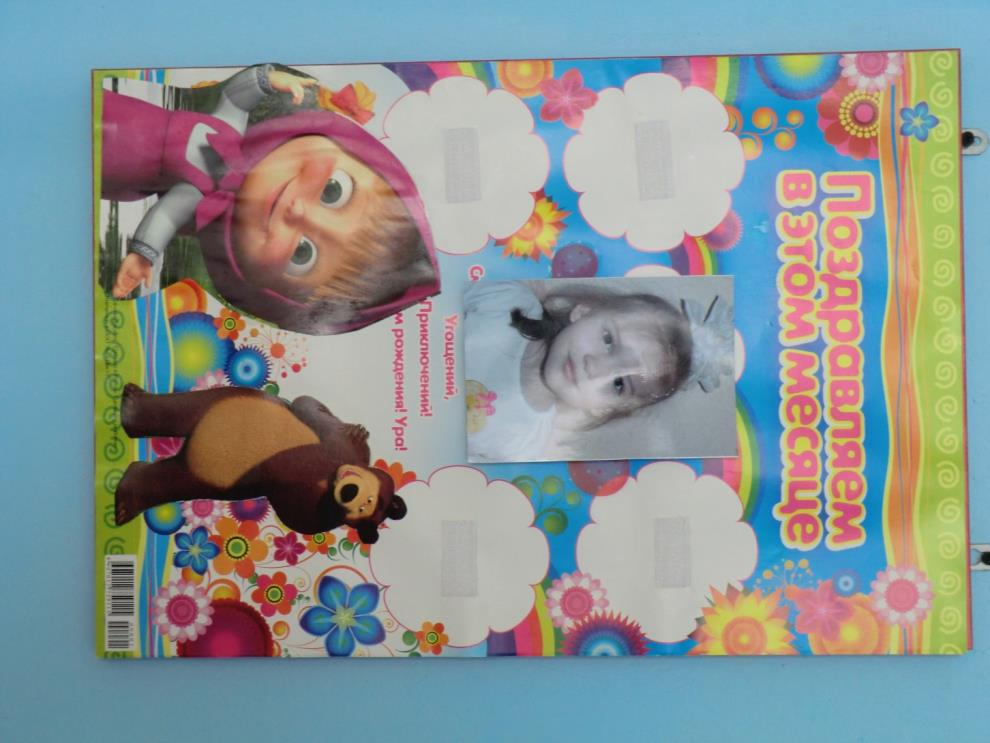 Поздравляем
в этом месяце
Угощений,
Приключений!
рождения! Ура!